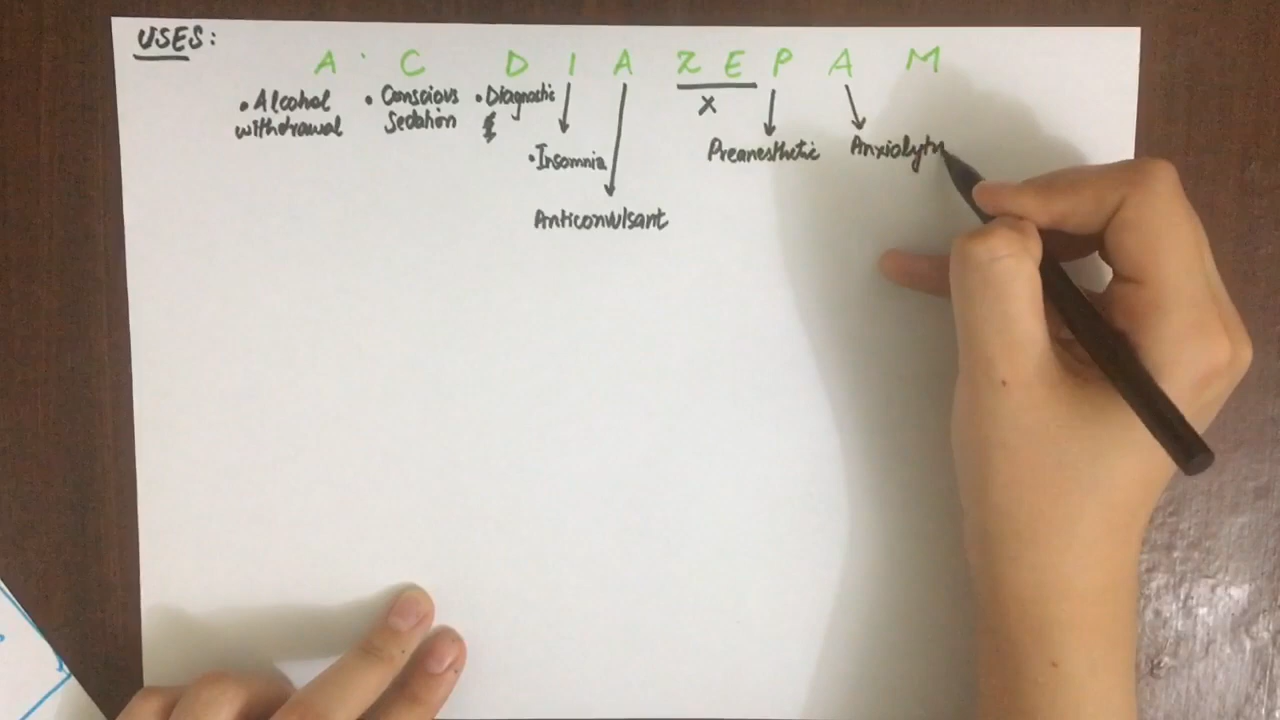 USES:
A . C D I A Z E P A M
• Alcohol withdrawal
• Conscious Sedation
• Diagnostic
x
• Insomnia
Preanesthetic
Anxiolyt
Anticonvulsant